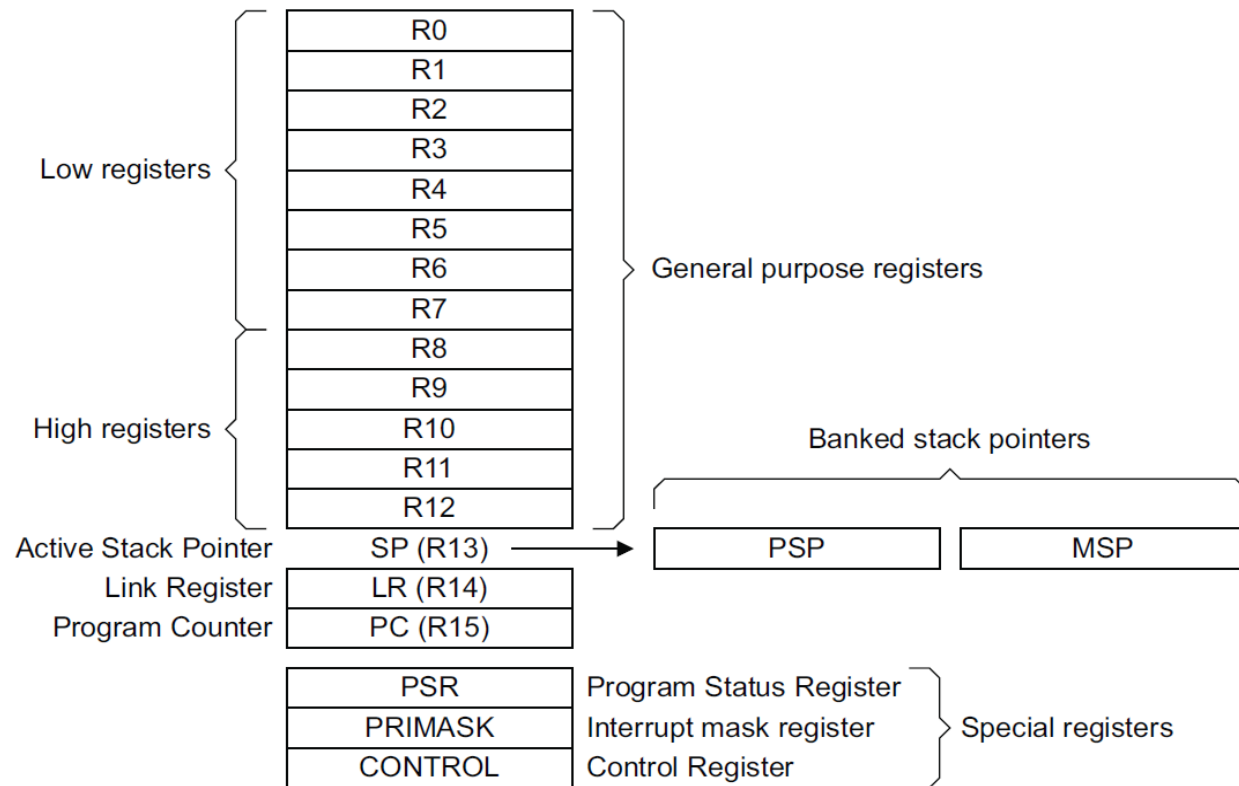 R0
R1
R2
R3
Low registers
R4
R5
R6
General purpose registers
R7
R8
R9
High registers
R10
Banked stack pointers
R11
R12
Active Stack Pointer SP (R13) PSP MSP
Link Register LR (R14)
Program Counter PC (R15)
PSR Program Status Register
PRIMASK Interrupt mask register Special registers
CONTROL Control Register